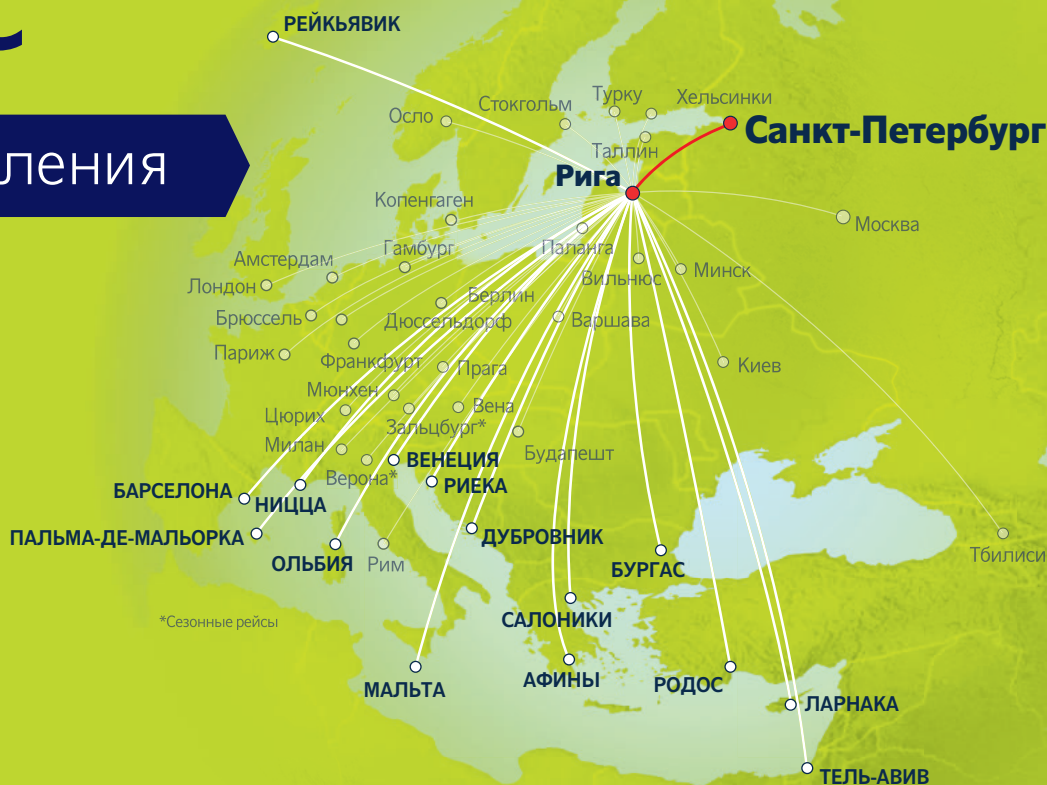 РЕЙКЬЯВИК
Турку
Хельсинки
Стокгольм
Осло
Санкт-Петербург
Таллин
ления
Рига
Копенгаген
Москва
Гамбург
Паланга
Амстердам
Вильнюс
Минск
Лондон
Берлин
Брюссель
Дюссельдорф
Варшава
Париж
Франкфурт
Прага
Киев
Мюнхен
Вена
Цюрих
Зальцбург*
Милан
Будапешт
ВЕНЕЦИЯ
Верона*
РИЕКА
БАРСЕЛОНА
НИЦЦА
ПАЛЬМА-ДЕ-МАЛЬОРКА
ДУБРОВНИК
Тбилиси
ОЛЬБИЯ
Рим
БУРГАС
*Сезонные рейсы
САЛОНИКИ
АФИНЫ
РОДОС
МАЛЬТА
ЛАРНАКА
ТЕЛЬ-АВИВ